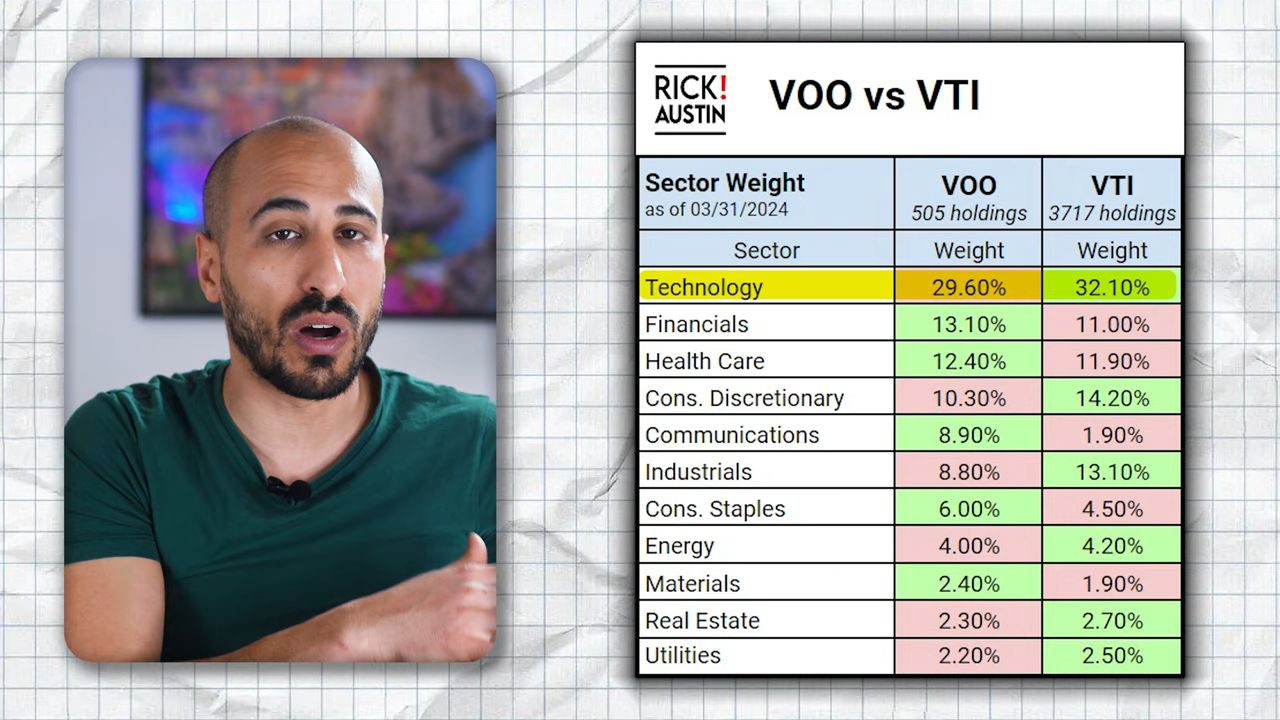 RICK!
AUSTIN
VOO vs VTI
Sector Weight VOO VTI
as of 03/31/2024 505 holdings 3717 holdings
Sector Weight Weight
Technology 29.60% 32.10%
Financials 13.10% 11.00%
Health Care 12.40% 11.90%
Cons. Discretionary 10.30% 14.20%
Communications 8.90% 1.90%
Industrials 8.80% 13.10%
Cons. Staples 6.00% 4.50%
Energy 4.00% 4.20%
Materials 2.40% 1.90%
Real Estate 2.30% 2.70%
Utilities 2.20% 2.50%